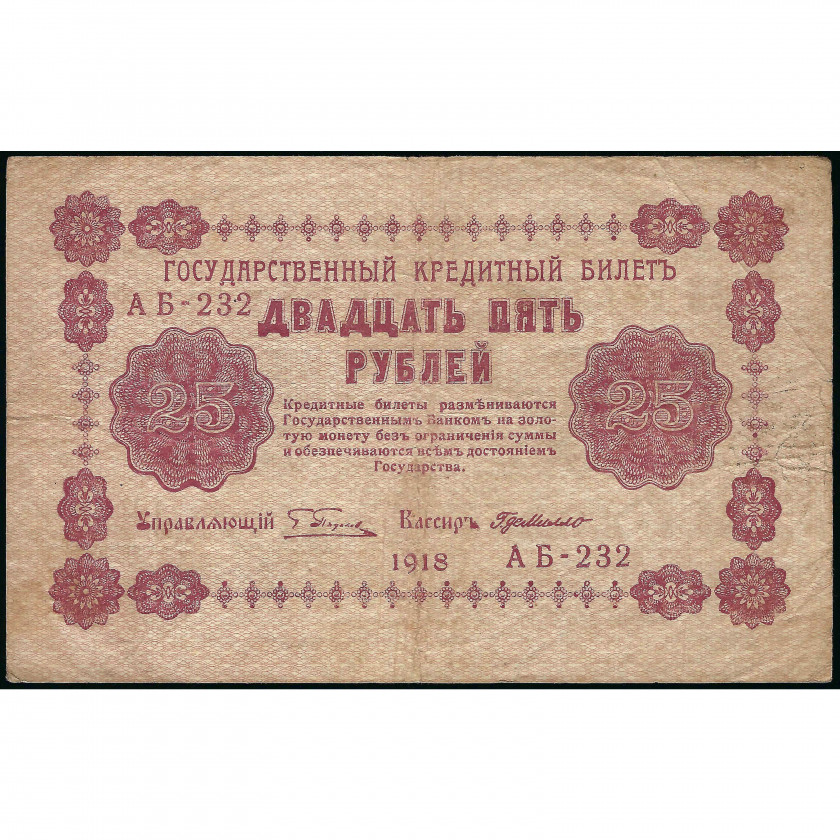 ГОСУДАРСТВЕННЫЙ КРЕДИТНЫЙ БИЛЕТЪ
АБ-232
ДВАДЦАТЬ ПЯТЬ
РУБЛЕЙ
25
25
Кредитные билеты размѣниваются
Государственнымъ Банкомъ на золо-
тую монету безъ ограниченія суммы
и обезпечиваются всѣмъ достояніемъ
Государства.
Управляющій
Кассиръ
ГдеМилло
1918
АБ-232